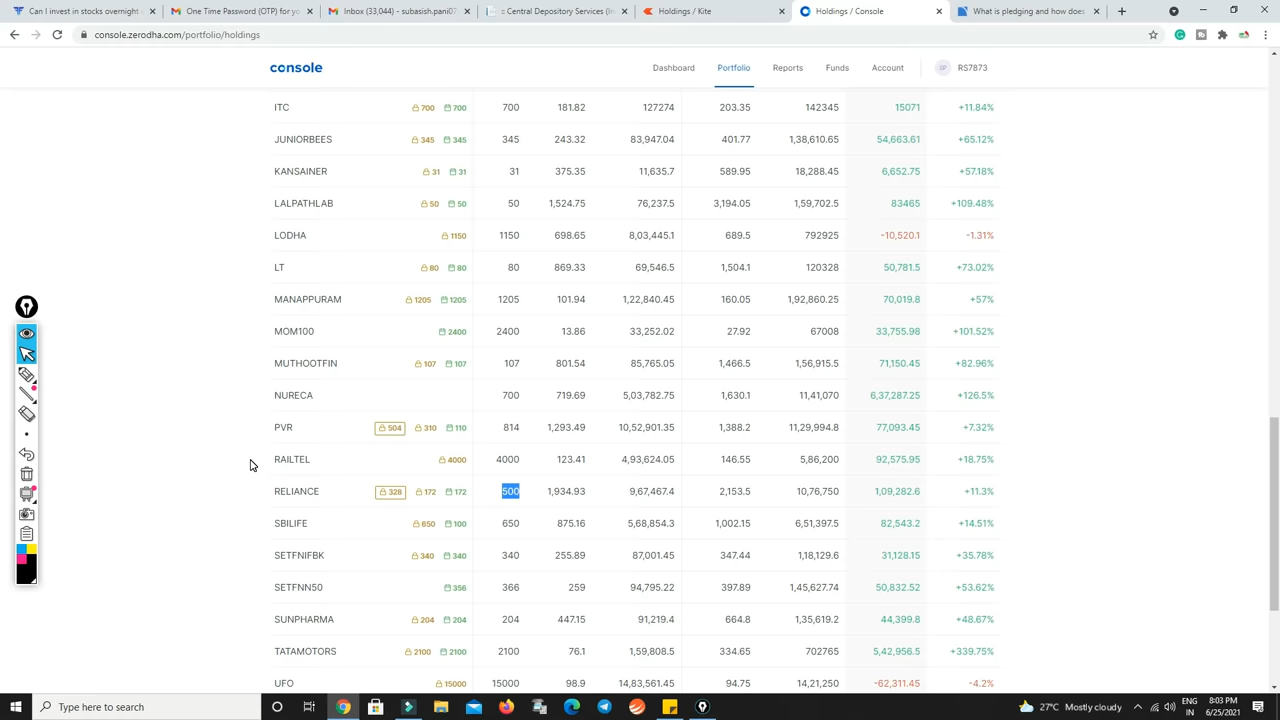 Can I invest in stocks overnight
One Time Password (OTP) for yo
Inbox (33,044) - subasish.pani07
:: Central Depository Services (In
Holdings / Kite
Holdings / Console
What is pledging and how does
console.zerodha.com/portfolio/holdings
console Dashboard Portfolio Reports Funds Account SP RS7873
ITC 700 700 700 181.82 127274 203.35 142345 15071 +11.84%
JUNIORBEES 345 345 345 243.32 83,947.04 401.77 1,38,610.65 54,663.61 +65.12%
KANSAINER 31 31 31 375.35 11,635.7 589.95 18,288.45 6,652.75 +57.18%
LALPATHLAB 50 50 50 1,524.75 76,237.5 3,194.05 1,59,702.5 83465 +109.48%
LODHA 1150 1150 698.65 8,03,445.1 689.5 792925 -10,520.1 -1.31%
LT 80 80 80 869.33 69,546.5 1,504.1 120328 50,781.5 +73.02%
MANAPPURAM 1205 1205 1205 101.94 1,22,840.45 160.05 1,92,860.25 70,019.8 +57%
MOM100 2400 2400 13.86 33,252.02 27.92 67008 33,755.98 +101.52%
MUTHOOTFIN 107 107 107 801.54 85,765.05 1,466.5 1,56,915.5 71,150.45 +82.96%
NURECA 700 719.69 5,03,782.75 1,630.1 11,41,070 6,37,287.25 +126.5%
PVR 504 310 110 814 1,293.49 10,52,901.35 1,388.2 11,29,994.8 77,093.45 +7.32%
RAILTEL 4000 4000 123.41 4,93,624.05 146.55 5,86,200 92,575.95 +18.75%
RELIANCE 328 172 172 500 1,934.93 9,67,467.4 2,153.5 10,76,750 1,09,282.6 +11.3%
SBILIFE 650 100 650 875.16 5,68,854.3 1,002.15 6,51,397.5 82,543.2 +14.51%
SETFNIFBK 340 340 340 255.89 87,001.45 347.44 1,18,129.6 31,128.15 +35.78%
SETFNN50 356 366 259 94,795.22 397.89 1,45,627.74 50,832.52 +53.62%
SUNPHARMA 204 204 204 447.15 91,219.4 664.8 1,35,619.2 44,399.8 +48.67%
TATAMOTORS 2100 2100 2100 76.1 1,59,808.5 334.65 702765 5,42,956.5 +339.75%
UFO 15000 15000 98.9 14,83,561.45 94.75 14,21,250 -62,311.45 -4.2%
Type here to search
27°C Mostly cloudy
ENG
IN
8:03 PM
6/25/2021